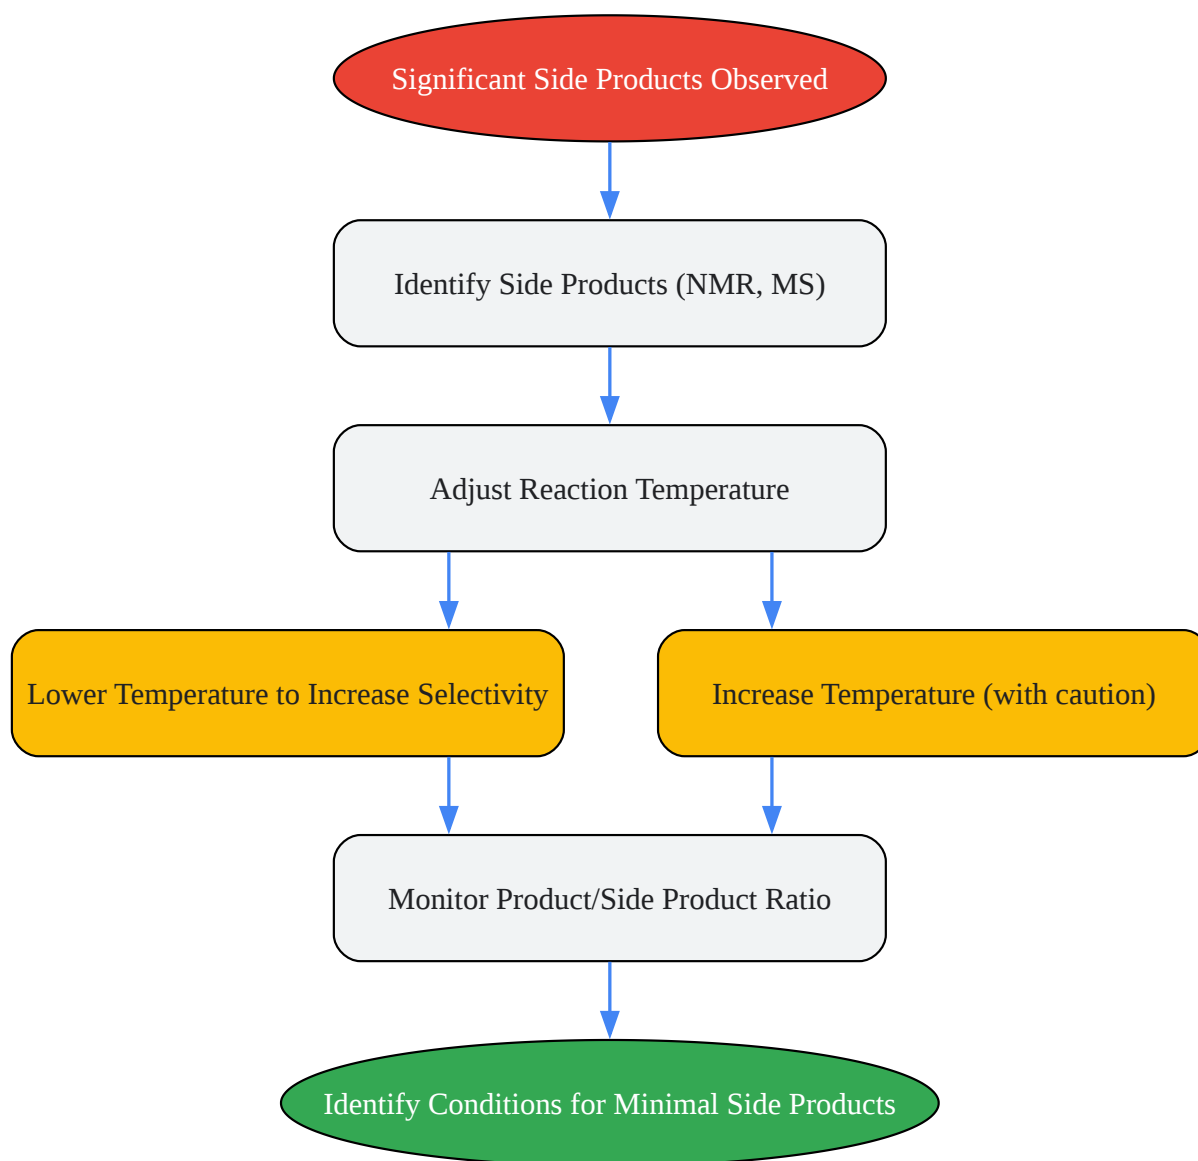 Significant Side Products Observed
Identify Side Products (NMR, MS)
Adjust Reaction Temperature
Lower Temperature to Increase Selectivity
Increase Temperature (with caution)
Monitor Product/Side Product Ratio
Identify Conditions for Minimal Side Products